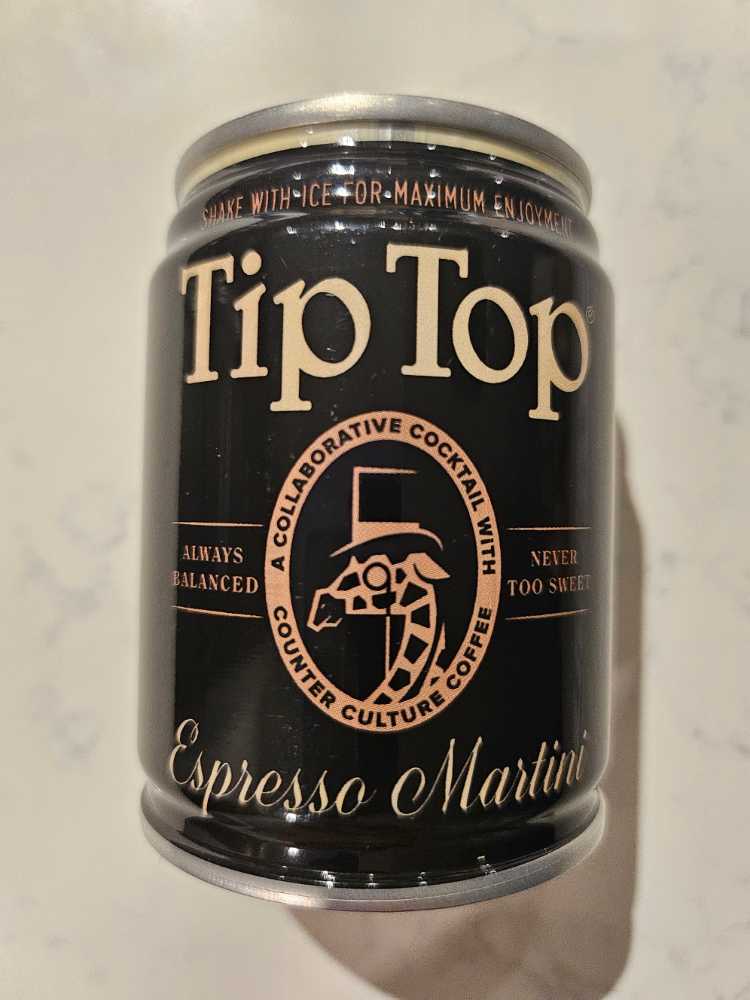 SHAKE WITH ICE FOR MAXIMUM ENJOYMENT
Tip Top®
A COLLABORATIVE COCKTAIL WITH
COUNTER CULTURE COFFEE
ALWAYS
BALANCED
NEVER
TOO SWEET
Espresso Martini